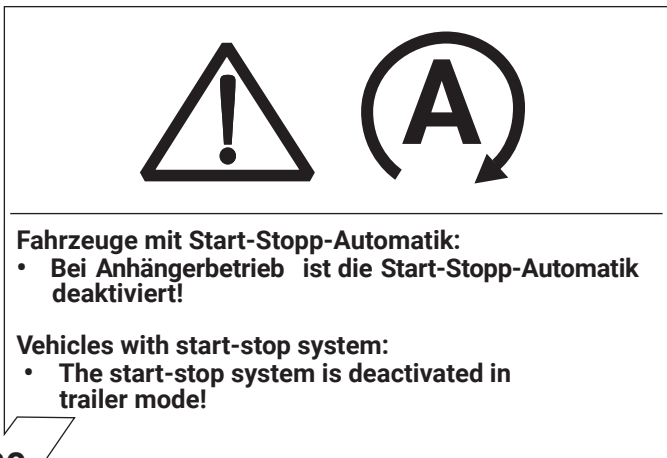 A
Fahrzeuge mit Start-Stopp-Automatik:
• Bei Anhängerbetrieb ist die Start-Stopp-Automatik
deaktiviert!
Vehicles with start-stop system:
• The start-stop system is deactivated in
trailer mode!